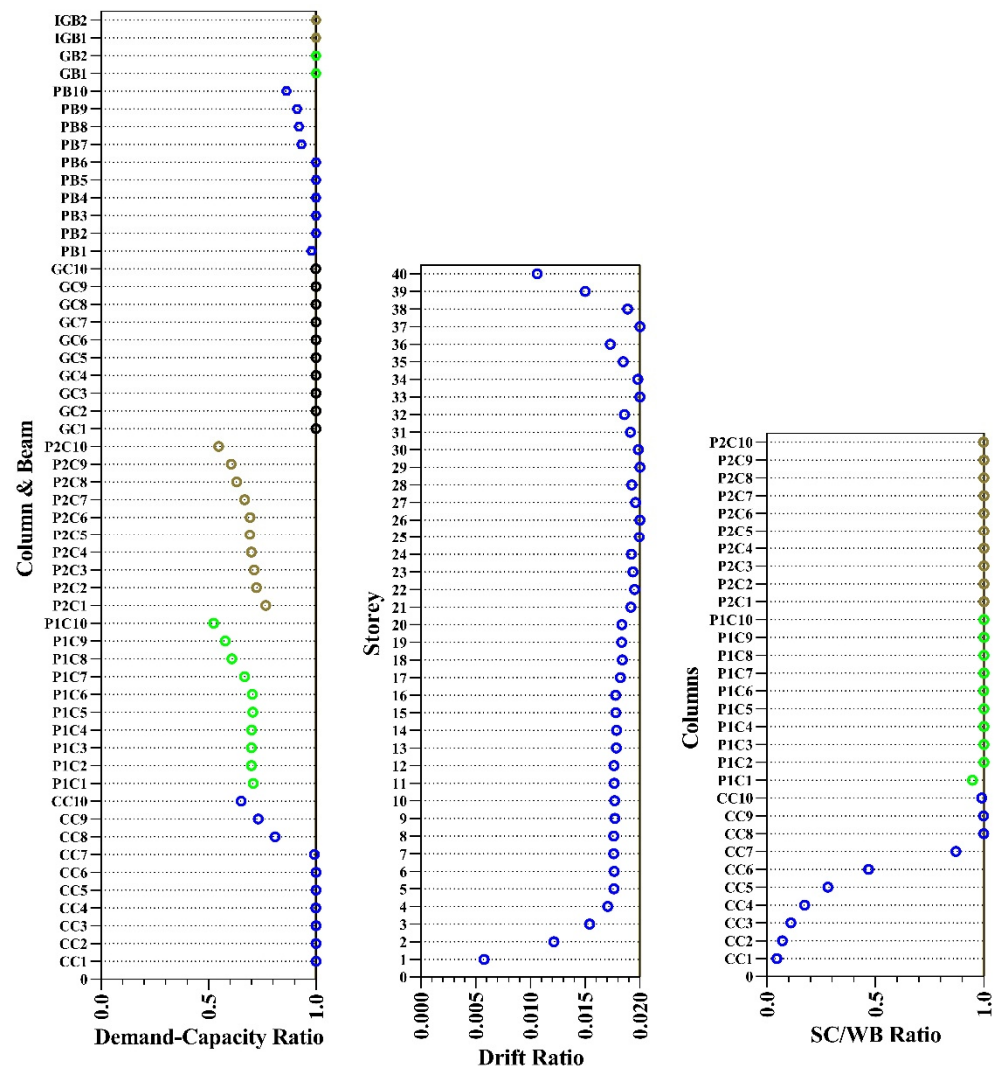 IGB2
IGB1
GB2
GB1
PB10
PB9
PB8
PB7
PB6
PB5
PB4
PB3
PB2
PB1
GC10
GC9
GC8
GC7
GC6
GC5
GC4
GC3
GC2
GC1
P2C10
P2C9
P2C8
P2C7
P2C6
P2C5
P2C4
P2C3
P2C2
P2C1
P1C10
P1C9
P1C8
P1C7
P1C6
P1C5
P1C4
P1C3
P1C2
P1C1
CC10
CC9
CC8
CC7
CC6
CC5
CC4
CC3
CC2
CC1
0
Column & Beam
0.0
0.5
1.0
Demand-Capacity Ratio
40
39
38
37
36
35
34
33
32
31
30
29
28
27
26
25
24
23
22
21
20
19
18
17
16
15
14
13
12
11
10
9
8
7
6
5
4
3
2
1
0
Storey
0.000
0.005
0.010
0.015
0.020
Drift Ratio
P2C10
P2C9
P2C8
P2C7
P2C6
P2C5
P2C4
P2C3
P2C2
P2C1
P1C10
P1C9
P1C8
P1C7
P1C6
P1C5
P1C4
P1C3
P1C2
P1C1
CC10
CC9
CC8
CC7
CC6
CC5
CC4
CC3
CC2
CC1
0
Columns
0.0
0.5
1.0
SC/WB Ratio